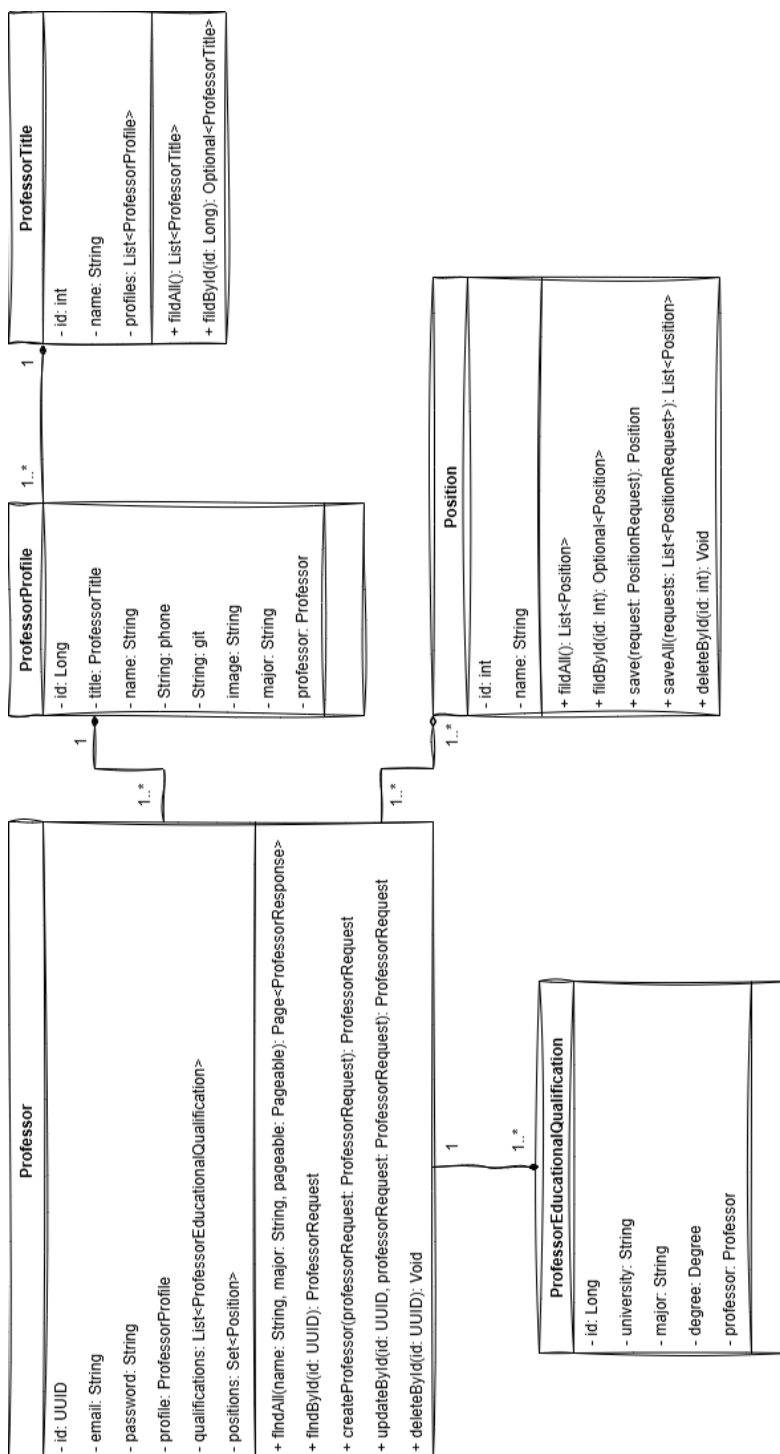 Professor
- id: UUID
- email: String
- password: String
- profile: ProfessorProfile
- qualifications: List<ProfessorEducationalQualification>
- positions: Set<Position>
+ findAll(name: String, major: String, pageable: Pageable): Page<ProfessorResponse>
+ findById(id: UUID): ProfessorRequest
+ createProfessor(professorRequest: ProfessorRequest): ProfessorRequest
+ updateById(id: UUID, professorRequest: ProfessorRequest): ProfessorRequest
+ deleteById(id: UUID): Void
1..*
1
1..*
1..*
1
1..*
ProfessorProfile
- id: Long
- title: ProfessorTitle
- name: String
- String: phone
- String: git
- image: String
- major: String
- professor: Professor
1..*
1
ProfessorTitle
- id: int
- name: String
- profiles: List<ProfessorProfile>
+ fildAll(): List<ProfessorTitle>
+ fildById(id: Long): Optional<ProfessorTitle>
ProfessorEducationalQualification
- id: Long
- university: String
- major: String
- degree: Degree
- professor: Professor
Position
- id: int
- name: String
+ fildAll(): List<Position>
+ fildById(id: Int): Optional<Position>
+ save(request: PositionRequest): Position
+ saveAll(requests: List<PositionRequest>): List<Position>
+ deleteById(id: int): Void